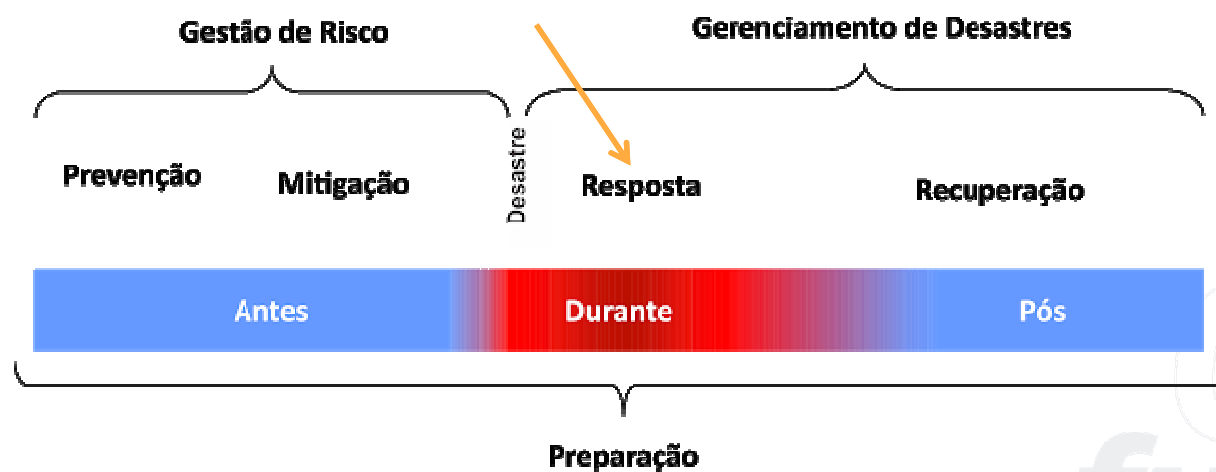 Gestão de Risco
Gerenciamento de Desastres
Prevenção
Mitigação
Desastre
Resposta
Recuperação
Antes
Durante
Pós
Preparação